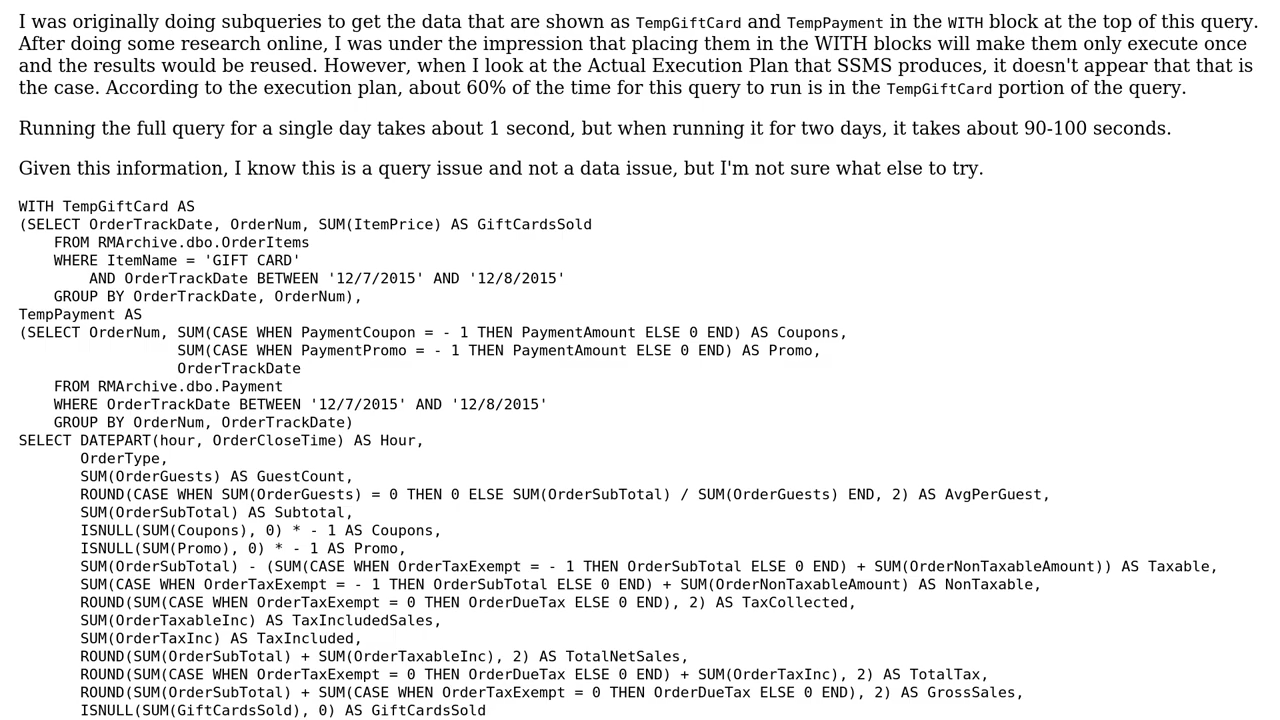 I was originally doing subqueries to get the data that are shown as TempGiftCard and TempPayment in the WITH block at the top of this query.
After doing some research online, I was under the impression that placing them in the WITH blocks will make them only execute once
and the results would be reused. However, when I look at the Actual Execution Plan that SSMS produces, it doesn't appear that that is
the case. According to the execution plan, about 60% of the time for this query to run is in the TempGiftCard portion of the query.
Running the full query for a single day takes about 1 second, but when running it for two days, it takes about 90-100 seconds.
Given this information, I know this is a query issue and not a data issue, but I'm not sure what else to try.
WITH TempGiftCard AS
(SELECT OrderTrackDate, OrderNum, SUM(ItemPrice) AS GiftCardsSold
    FROM RMArchive.dbo.OrderItems
    WHERE ItemName = 'GIFT CARD'
        AND OrderTrackDate BETWEEN '12/7/2015' AND '12/8/2015'
    GROUP BY OrderTrackDate, OrderNum),
TempPayment AS
(SELECT OrderNum, SUM(CASE WHEN PaymentCoupon = - 1 THEN PaymentAmount ELSE 0 END) AS Coupons,
                  SUM(CASE WHEN PaymentPromo = - 1 THEN PaymentAmount ELSE 0 END) AS Promo,
                  OrderTrackDate
    FROM RMArchive.dbo.Payment
    WHERE OrderTrackDate BETWEEN '12/7/2015' AND '12/8/2015'
    GROUP BY OrderNum, OrderTrackDate)
SELECT DATEPART(hour, OrderCloseTime) AS Hour,
       OrderType,
       SUM(OrderGuests) AS GuestCount,
       ROUND(CASE WHEN SUM(OrderGuests) = 0 THEN 0 ELSE SUM(OrderSubTotal) / SUM(OrderGuests) END, 2) AS AvgPerGuest,
       SUM(OrderSubTotal) AS Subtotal,
       ISNULL(SUM(Coupons), 0) * - 1 AS Coupons,
       ISNULL(SUM(Promo), 0) * - 1 AS Promo,
       SUM(OrderSubTotal) - (SUM(CASE WHEN OrderTaxExempt = - 1 THEN OrderSubTotal ELSE 0 END) + SUM(OrderNonTaxableAmount)) AS Taxable,
       SUM(CASE WHEN OrderTaxExempt = - 1 THEN OrderSubTotal ELSE 0 END) + SUM(OrderNonTaxableAmount) AS NonTaxable,
       ROUND(SUM(CASE WHEN OrderTaxExempt = 0 THEN OrderDueTax ELSE 0 END), 2) AS TaxCollected,
       SUM(OrderTaxableInc) AS TaxIncludedSales,
       SUM(OrderTaxInc) AS TaxIncluded,
       ROUND(SUM(OrderSubTotal) + SUM(OrderTaxableInc), 2) AS TotalNetSales,
       ROUND(SUM(CASE WHEN OrderTaxExempt = 0 THEN OrderDueTax ELSE 0 END) + SUM(OrderTaxInc), 2) AS TotalTax,
       ROUND(SUM(OrderSubTotal) + SUM(CASE WHEN OrderTaxExempt = 0 THEN OrderDueTax ELSE 0 END), 2) AS GrossSales,
       ISNULL(SUM(GiftCardsSold), 0) AS GiftCardsSold